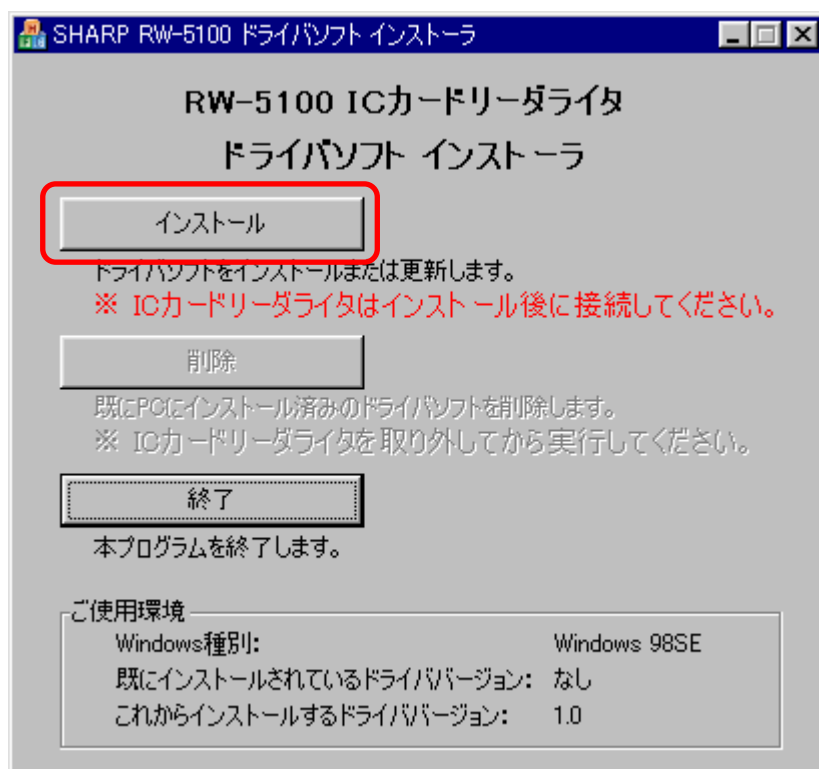 SHARP RW-5100 ドライバソフト インストーラ
RW-5100 ICカードリーダライタ
ドライバソフト インストーラ
インストール
ドライバソフトをインストールまたは更新します。
※ ICカードリーダライタはインストール後に接続してください。
削除
既にPCにインストール済みのドライバソフトを削除します。
※ ICカードリーダライタを取り外してから実行してください。
終了
本プログラムを終了します。
ご使用環境
Windows種別: Windows 98SE
既にインストールされているドライババージョン: なし
これからインストールするドライババージョン: 1.0